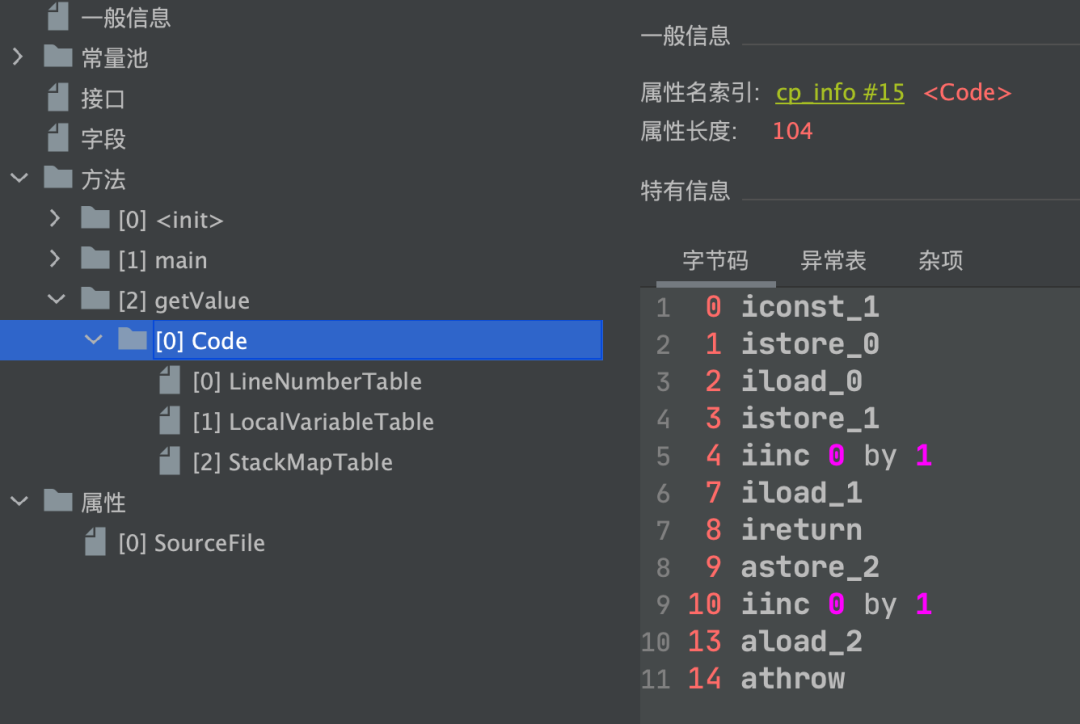 一般信息
常量池
接口
字段
方法
[0] <init>
[1] main
[2] getValue
[0] Code
[0] LineNumberTable
[1] LocalVariableTable
[2] StackMapTable
属性
[0] SourceFile
一般信息
属性名索引: cp_info #15 <Code>
属性长度: 104
特有信息
字节码 异常表 杂项
1 0 iconst_1
2 1 istore_0
3 2 iload_0
4 3 istore_1
5 4 iinc 0 by 1
6 7 iload_1
7 8 ireturn
8 9 astore_2
9 10 iinc 0 by 1
10 13 aload_2
11 14 athrow